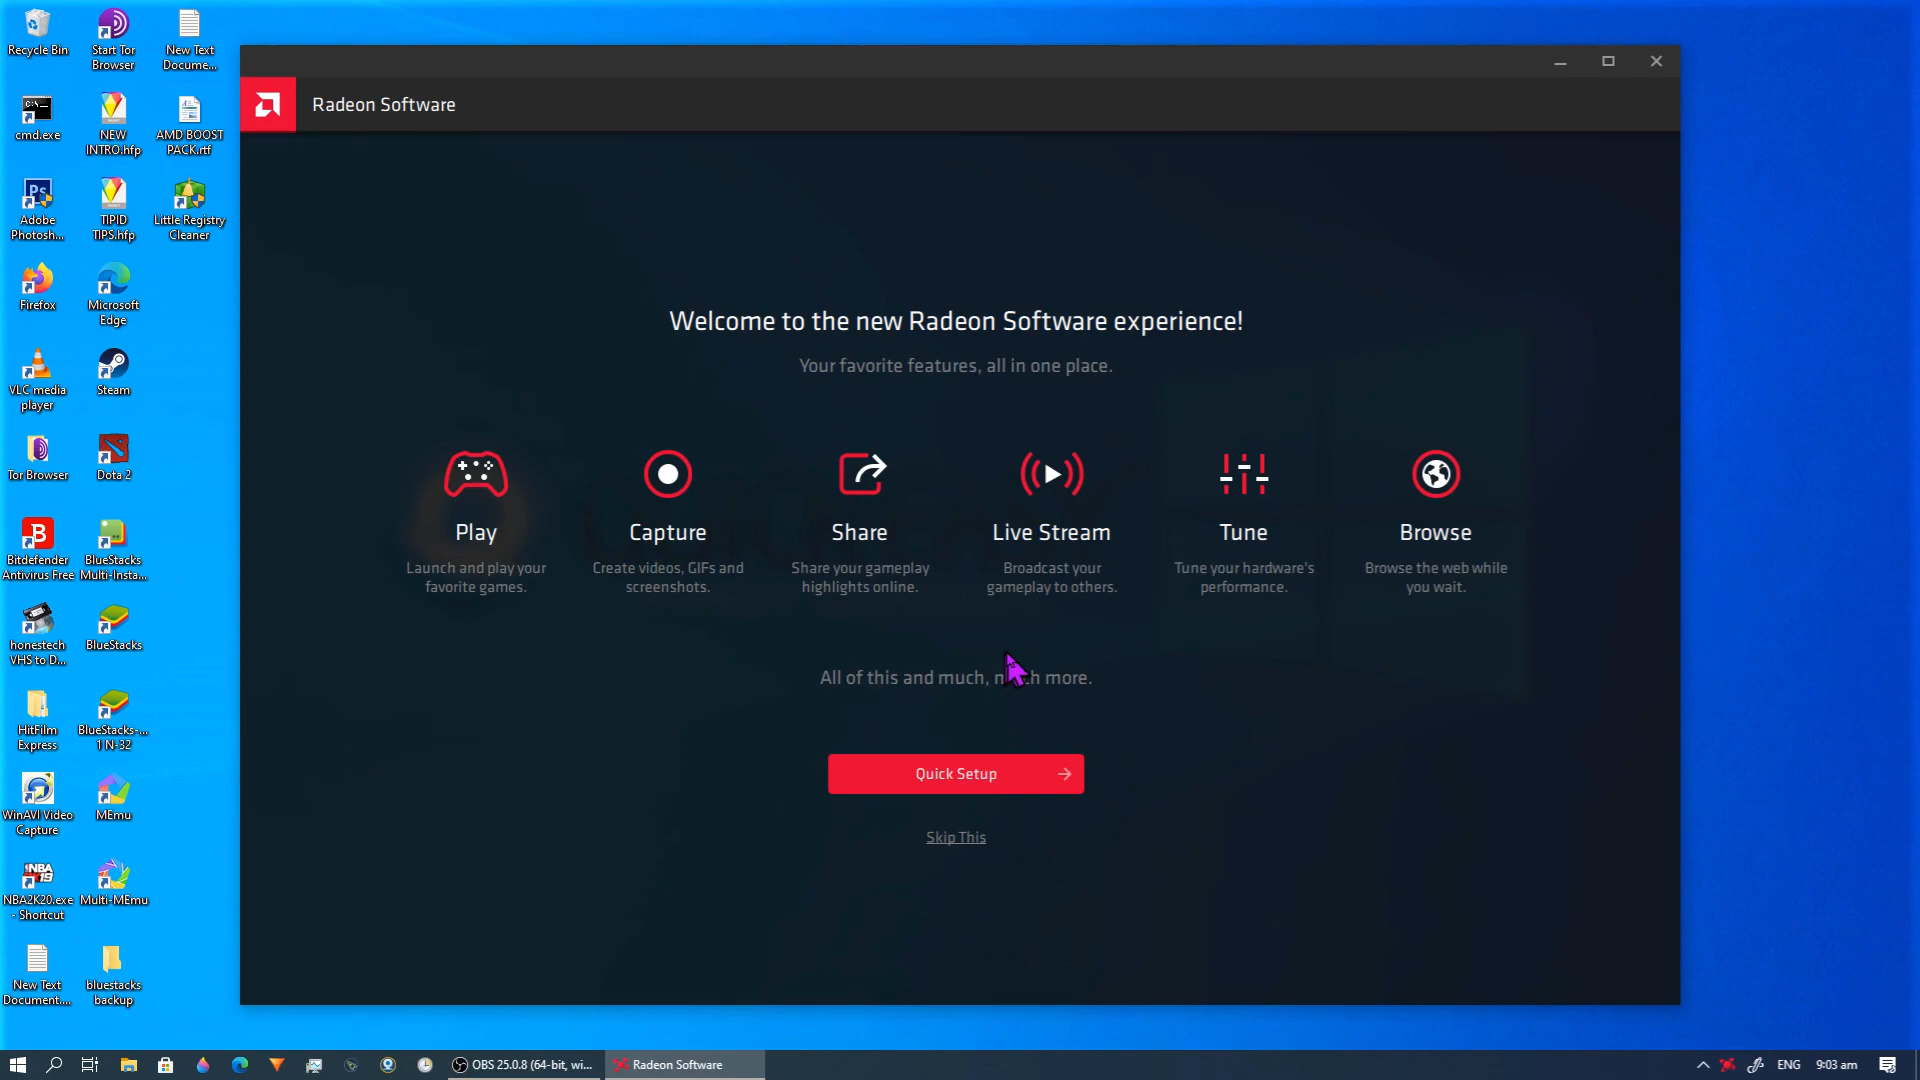 Recycle Bin
Start Tor
Browser
New Text
Docume...
cmd.exe
NEW
INTRO.hfp
AMD BOOST
PACK.rtf
Adobe
Photosh...
TIPID
TIPS.hfp
Little Registry
Cleaner
Firefox
Microsoft
Edge
VLC media
player
Steam
Tor Browser
Dota 2
Bitdefender
Antivirus Free
BlueStacks
Multi-Insta...
honestech
VHS to D...
BlueStacks
HitFilm
Express
BlueStacks-...
1 N-32
WinAVI Video
Capture
MEmu
NBA2K20.exe
- Shortcut
Multi-MEmu
New Text
Document....
bluestacks
backup
Radeon Software
Welcome to the new Radeon Software experience!
Your favorite features, all in one place.
Play
Launch and play your
favorite games.
Capture
Create videos, GIFs and
screenshots.
Share
Share your gameplay
highlights online.
Live Stream
Broadcast your
gameplay to others.
Tune
Tune your hardware's
performance.
Browse
Browse the web while
you wait.
All of this and much, much more.
Quick Setup
Skip This
OBS 25.0.8 (64-bit, wi...
Radeon Software
ENG
9:03 am